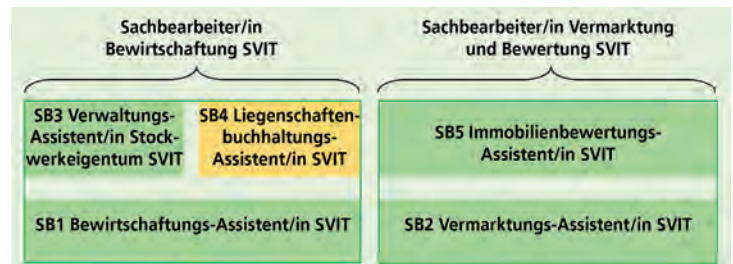 Sachbearbeiter/in
Bewirtschaftung SVIT
Sachbearbeiter/in Vermarktung
und Bewertung SVIT
SB3 Verwaltungs-
Assistent/in Stock-
werkeigentum SVIT
SB4 Liegenschaften-
buchhaltungs-
Assistent/in SVIT
SB5 Immobilienbewertungs-
Assistent/in SVIT
SB1 Bewirtschaftungs-Assistent/in SVIT
SB2 Vermarktungs-Assistent/in SVIT